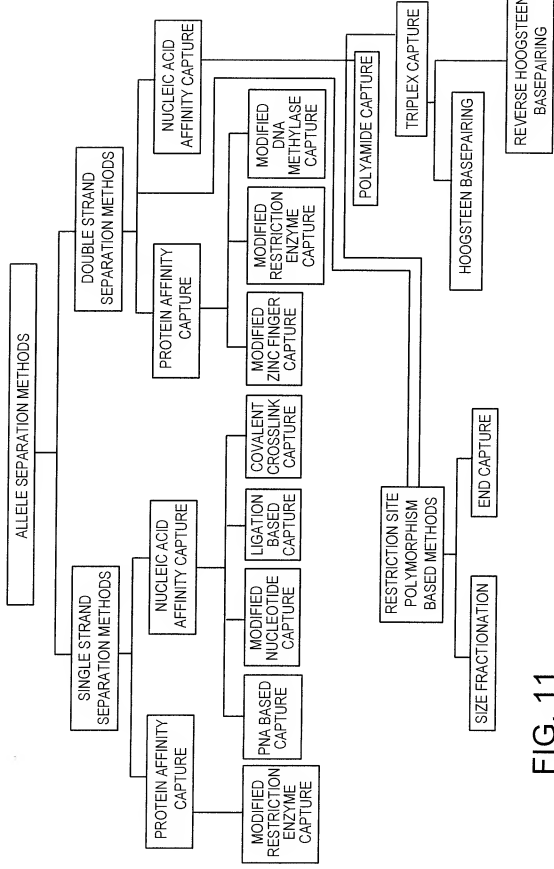 ALLELE SEPARATION METHODS
SINGLE STRAND
SEPARATION METHODS
DOUBLE STRAND
SEPARATION METHODS
PROTEIN AFFINITY
CAPTURE
NUCLEIC ACID
AFFINITY CAPTURE
PROTEIN AFFINITY
CAPTURE
NUCLEIC ACID
AFFINITY CAPTURE
MODIFIED
RESTRICTION
ENZYME
CAPTURE
PNA BASED
CAPTURE
MODIFIED
NUCLEOTIDE
CAPTURE
LIGATION
BASED
CAPTURE
COVALENT
CROSSLINK
CAPTURE
MODIFIED
ZINC FINGER
CAPTURE
MODIFIED
RESTRICTION
ENZYME
CAPTURE
MODIFIED
DNA
METHYLASE
CAPTURE
POLYAMIDE CAPTURE
TRIPLEX CAPTURE
RESTRICTION SITE
POLYMORPHISM
BASED METHODS
SIZE FRACTIONATION
END CAPTURE
HOOGSTEEN BASEPAIRING
REVERSE HOOGSTEEN
BASEPAIRING
FIG. 11